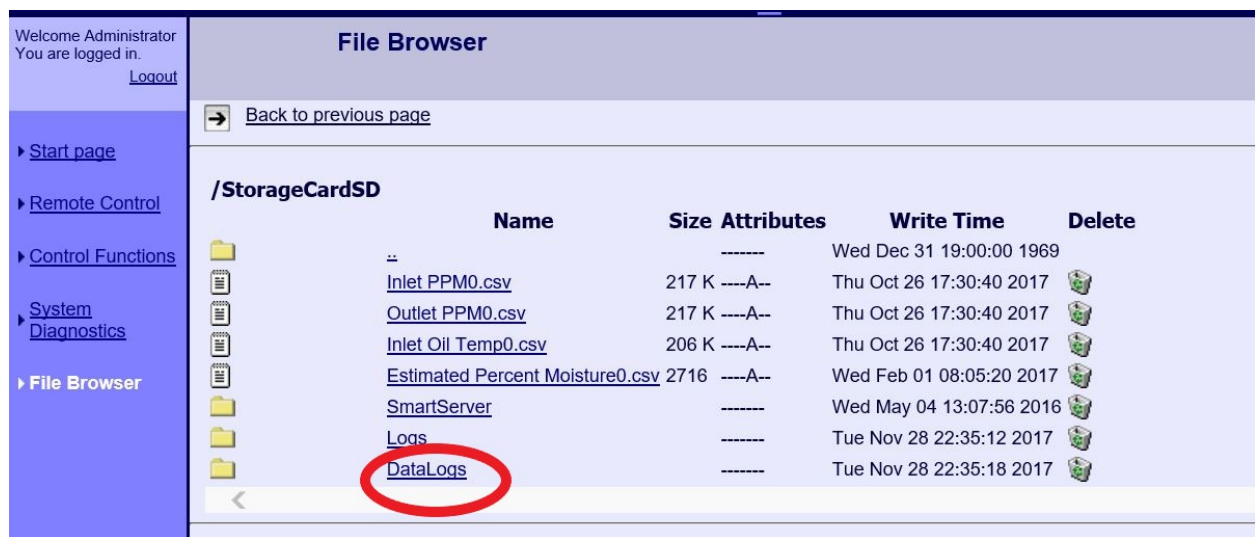 Welcome Administrator
You are logged in.
Logout
File Browser
Back to previous page
Start page
Remote Control
Control Functions
System
Diagnostics
File Browser
/StorageCardSD
Name Size Attributes Write Time Delete
.. ------- Wed Dec 31 19:00:00 1969
Inlet PPM0.csv 217 K ----A-- Thu Oct 26 17:30:40 2017
Outlet PPM0.csv 217 K ----A-- Thu Oct 26 17:30:40 2017
Inlet Oil Temp0.csv 206 K ----A-- Thu Oct 26 17:30:40 2017
Estimated Percent Moisture0.csv 2716 ----A-- Wed Feb 01 08:05:20 2017
SmartServer ------- Wed May 04 13:07:56 2016
Logs ------- Tue Nov 28 22:35:12 2017
DataLogs ------- Tue Nov 28 22:35:18 2017